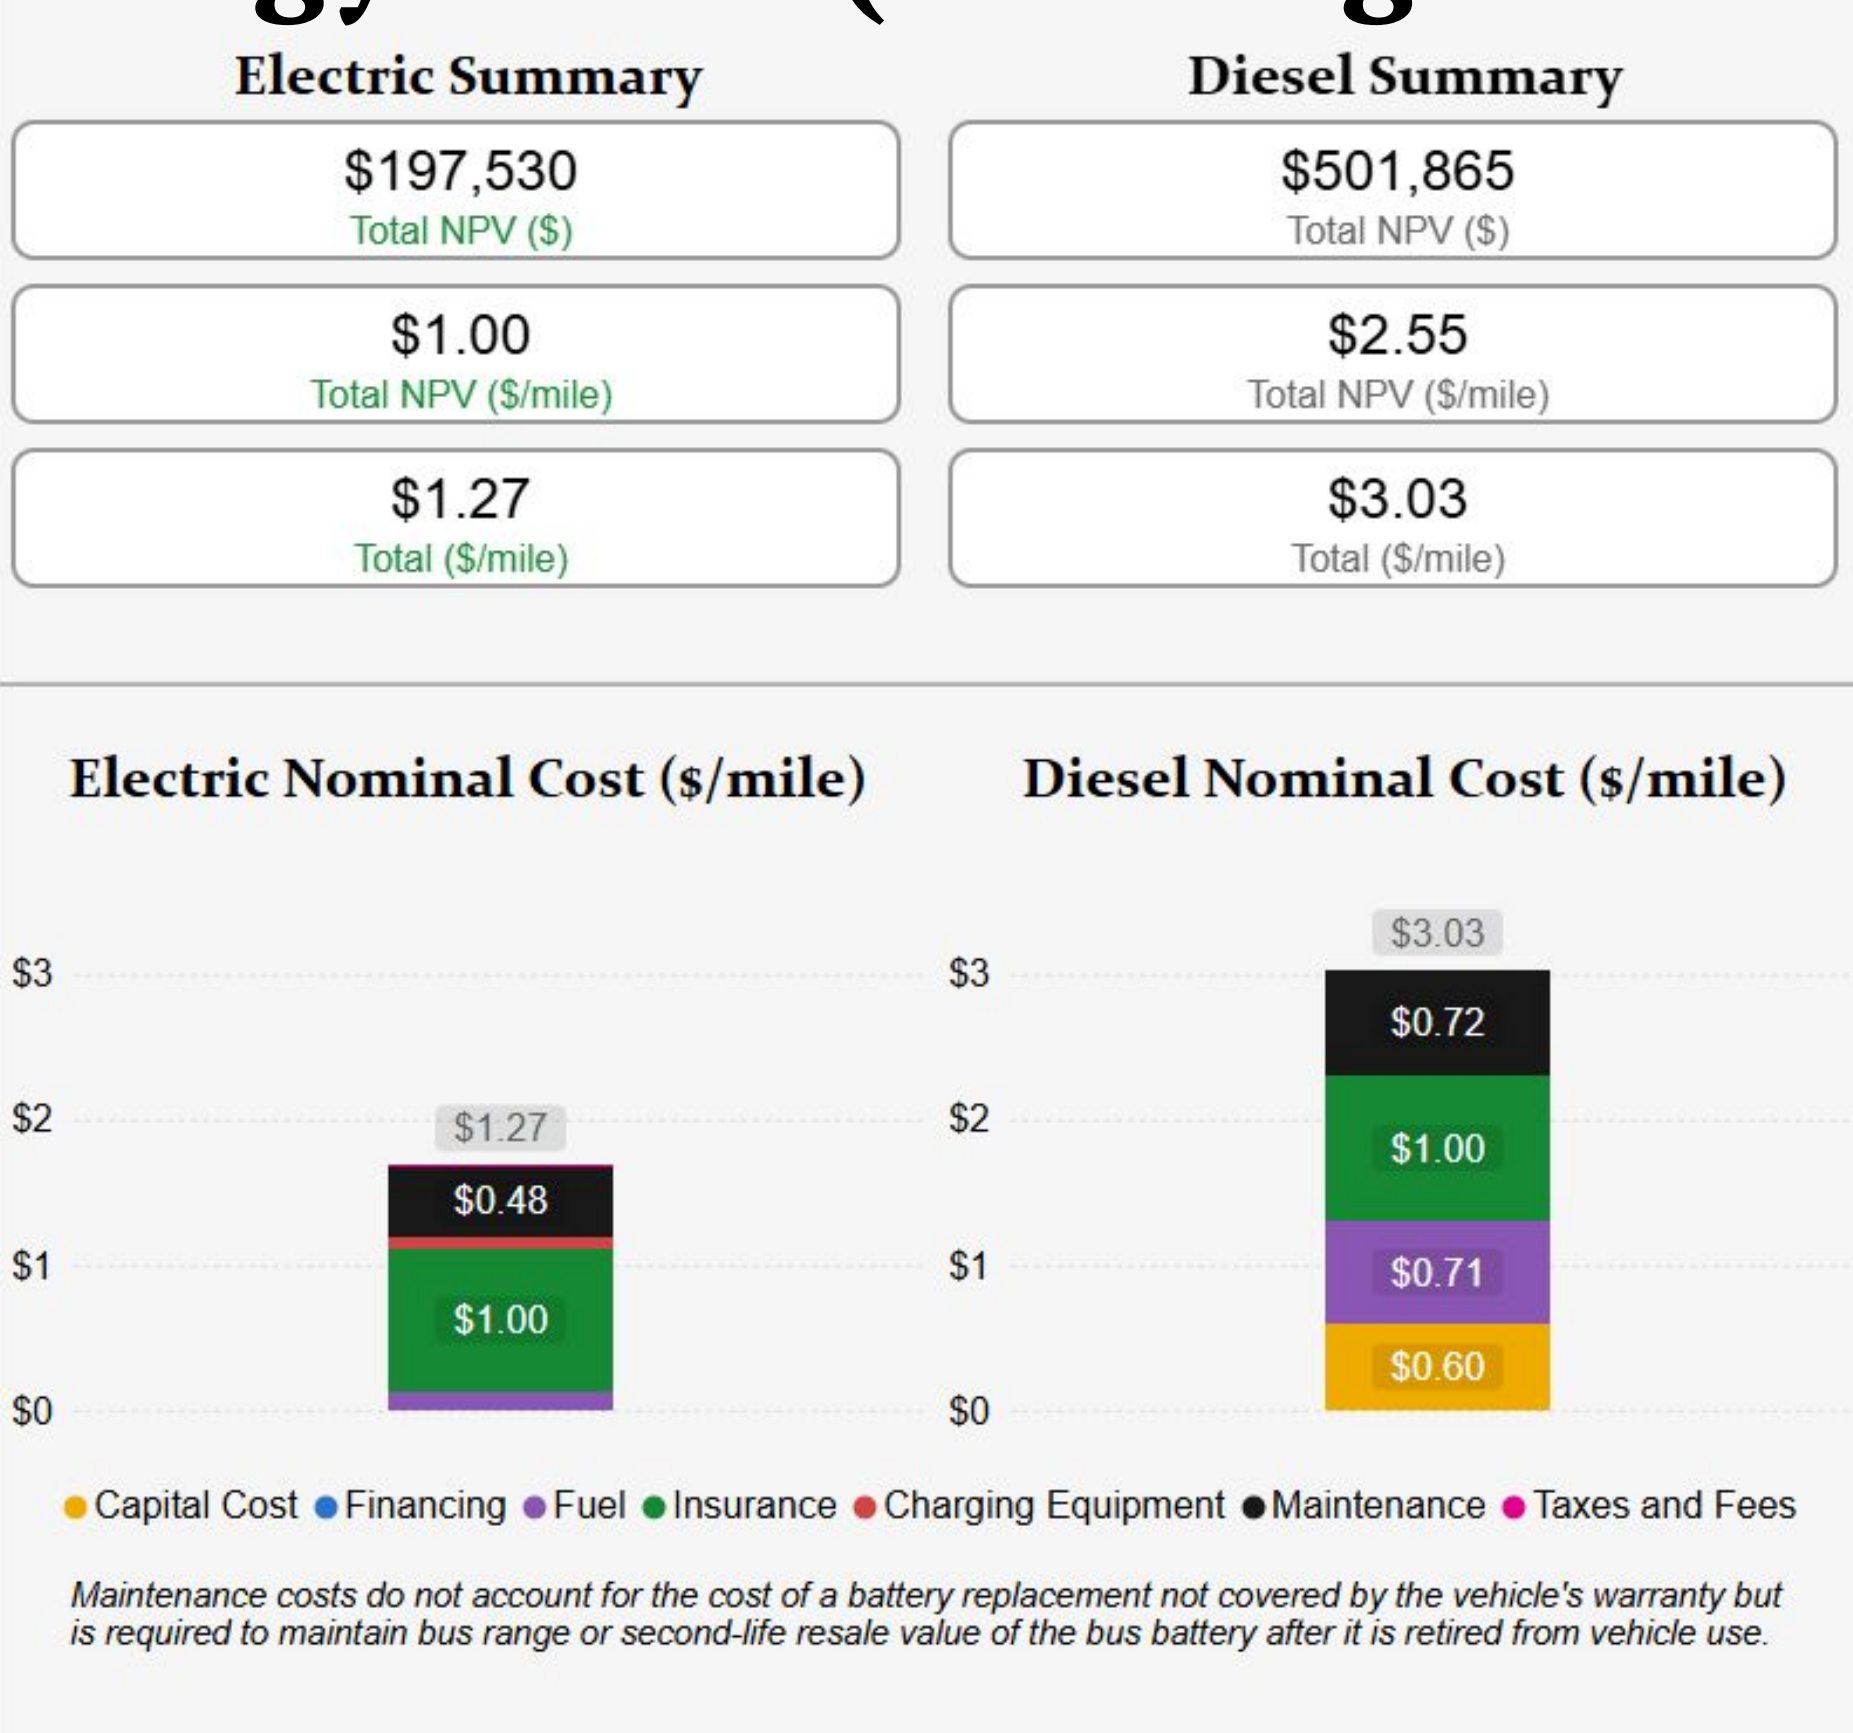 Electric Summary
Diesel Summary
$197,530
Total NPV ($)
$501,865
Total NPV ($)
$1.00
Total NPV ($/mile)
$2.55
Total NPV ($/mile)
$1.27
Total ($/mile)
$3.03
Total ($/mile)
Electric Nominal Cost ($/mile)
$3
$2
$1
$0
$1.27
$0.48
$1.00
Diesel Nominal Cost ($/mile)
$3
$2
$1
$0
$3.03
$0.72
$1.00
$0.71
$0.60
Capital Cost Financing Fuel Insurance Charging Equipment Maintenance Taxes and Fees
Maintenance costs do not account for the cost of a battery replacement not covered by the vehicle's warranty but
is required to maintain bus range or second-life resale value of the bus battery after it is retired from vehicle use.